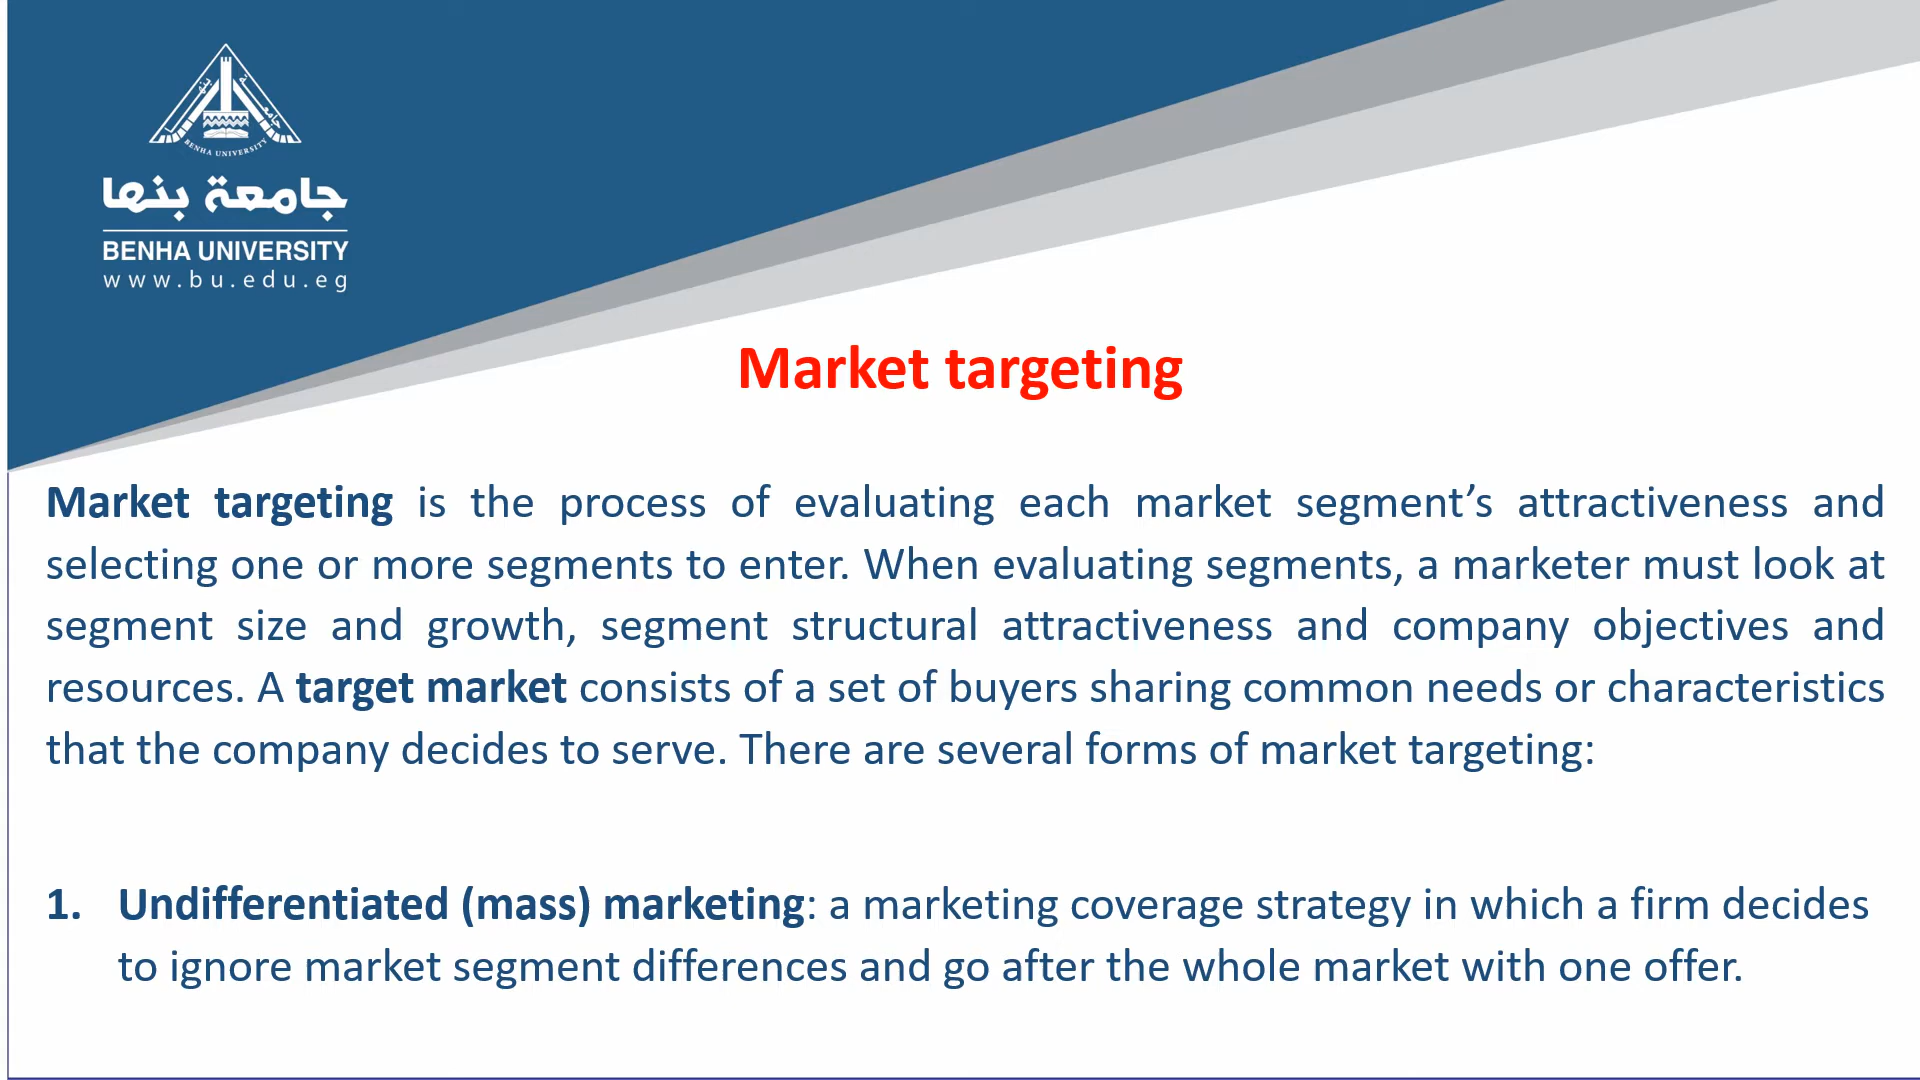 بنها
جامعة
BENHA UNIVERSITY
جامعة بنها
BENHA UNIVERSITY
www.bu.edu.eg
Market targeting
Market targeting is the process of evaluating each market segment’s attractiveness and
selecting one or more segments to enter. When evaluating segments, a marketer must look at
segment size and growth, segment structural attractiveness and company objectives and
resources. A target market consists of a set of buyers sharing common needs or characteristics
that the company decides to serve. There are several forms of market targeting:
1. Undifferentiated (mass) marketing: a marketing coverage strategy in which a firm decides
to ignore market segment differences and go after the whole market with one offer.